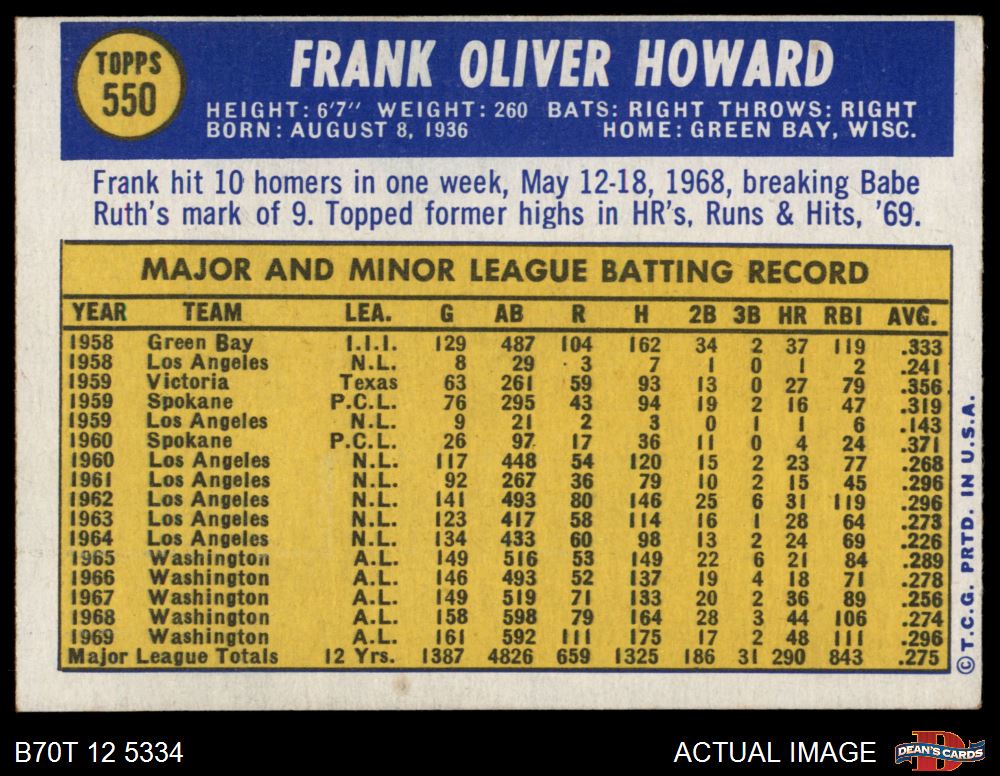 TOPPS
550
FRANK OLIVER HOWARD
HEIGHT: 6'7" WEIGHT: 260 BATS: RIGHT THROWS: RIGHT
BORN: AUGUST 8, 1936 HOME: GREEN BAY, WISC.
Frank hit 10 homers in one week, May 12-18, 1968, breaking Babe
Ruth's mark of 9. Topped former highs in HR's, Runs & Hits, '69.
MAJOR AND MINOR LEAGUE BATTING RECORD
YEAR TEAM LEA. G AB R H 2B 3B HR RBI AVG.
1958 Green Bay I.I.I. 129 487 104 162 34 2 37 119 .333
1958 Los Angeles N.L. 8 29 3 7 1 0 1 2 .241
1959 Victoria Texas 63 261 59 93 13 0 27 79 .356
1959 Spokane P.C.L. 76 295 43 94 19 2 16 47 .319
1959 Los Angeles N.L. 9 21 2 3 0 1 1 6 .143
1960 Spokane P.C.L. 26 97 17 36 11 0 4 24 .371
1960 Los Angeles N.L. 117 448 54 120 15 2 23 77 .268
1961 Los Angeles N.L. 92 267 36 79 10 2 15 45 .296
1962 Los Angeles N.L. 141 493 80 146 25 6 31 119 .296
1963 Los Angeles N.L. 123 417 58 114 16 1 28 64 .273
1964 Los Angeles N.L. 134 433 60 98 13 2 24 69 .226
1965 Washington A.L. 149 516 53 149 22 6 21 84 .289
1966 Washington A.L. 146 493 52 137 19 4 18 71 .278
1967 Washington A.L. 149 519 71 133 20 2 36 89 .256
1968 Washington A.L. 158 598 79 164 28 3 44 106 .274
1969 Washington A.L. 161 592 111 175 17 2 48 111 .296
Major League Totals 12 Yrs. 1387 4826 659 1325 186 31 290 843 .275
© T.C.G. PRTD. IN U.S.A.
B70T 12 5334
ACTUAL IMAGE
DEAN'S CARDS